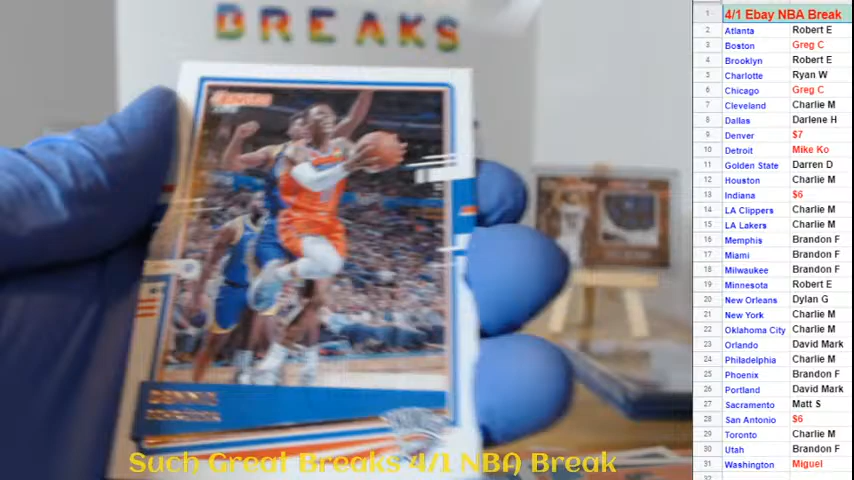 BREAKS
Such Great Breaks 4/1 NBA Break
1 4/1 Ebay NBA Break
2 Atlanta Robert E
3 Boston Greg C
4 Brooklyn Robert E
5 Charlotte Ryan W
6 Chicago Greg C
7 Cleveland Charlie M
8 Dallas Darlene H
9 Denver $7
10 Detroit Mike Ko
11 Golden State Darren D
12 Houston Charlie M
13 Indiana $6
14 LA Clippers Charlie M
15 LA Lakers Charlie M
16 Memphis Brandon F
17 Miami Brandon F
18 Milwaukee Brandon F
19 Minnesota Robert E
20 New Orleans Dylan G
21 New York Charlie M
22 Oklahoma City Charlie M
23 Orlando David Mark
24 Philadelphia Charlie M
25 Phoenix Brandon F
26 Portland David Mark
27 Sacramento Matt S
28 San Antonio $6
29 Toronto Charlie M
30 Utah Brandon F
31 Washington Miguel